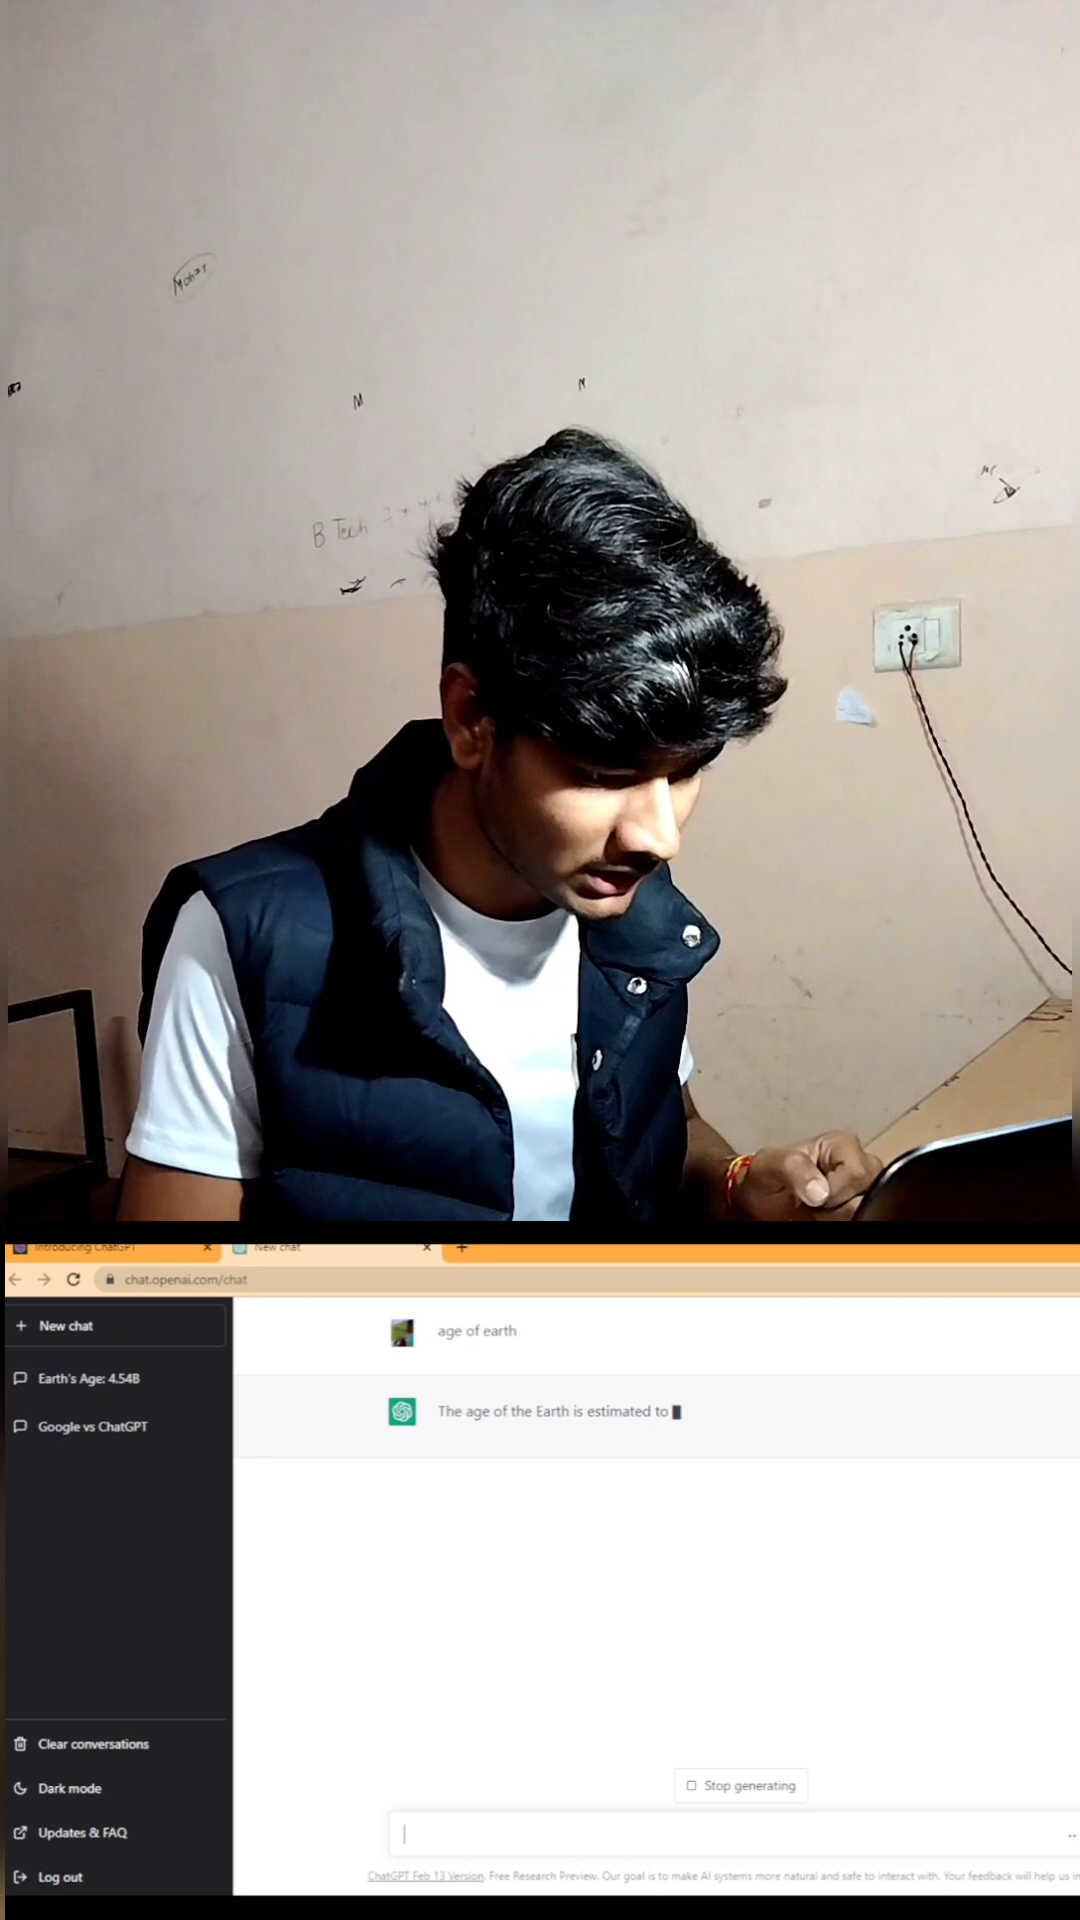 Mohit
M
M
B Tech
Introducing ChatGPT
New chat
chat.openai.com/chat
New chat
age of earth
Earth's Age: 4.54B
The age of the Earth is estimated to
Google vs ChatGPT
Clear conversations
Stop generating
Dark mode
Updates & FAQ
Log out
ChatGPT Feb 13 Version. Free Research Preview. Our goal is to make AI systems more natural and safe to interact with. Your feedback will help us